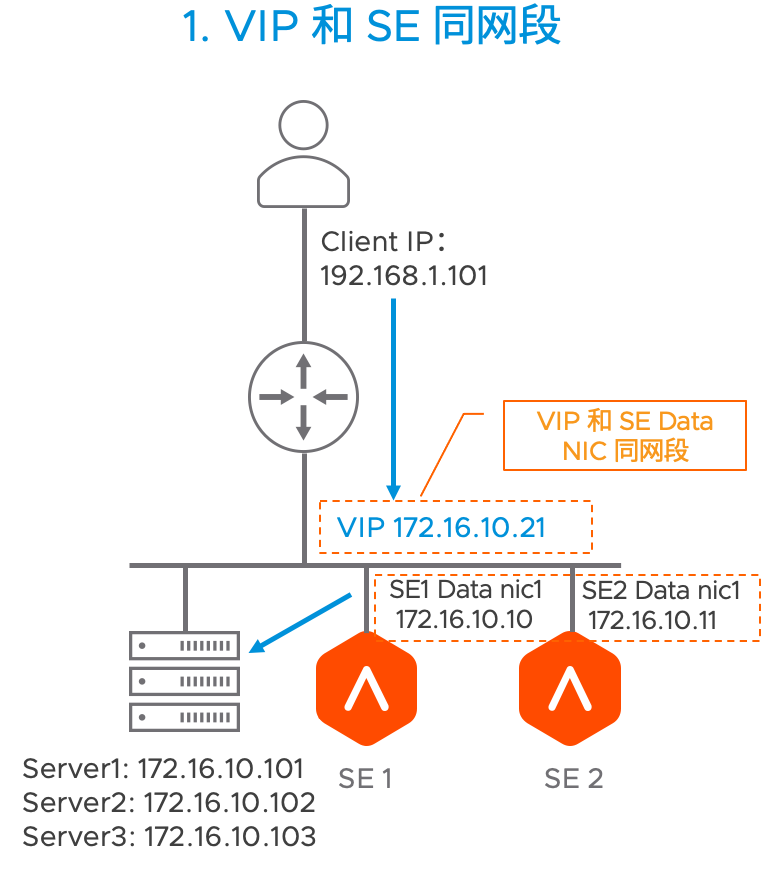 1. VIP 和 SE 同网段
Client IP：
192.168.1.101
VIP 和 SE Data
NIC 同网段
VIP 172.16.10.21
SE1 Data nic1
172.16.10.10
SE2 Data nic1
172.16.10.11
SE 1
SE 2
Server1: 172.16.10.101
Server2: 172.16.10.102
Server3: 172.16.10.103